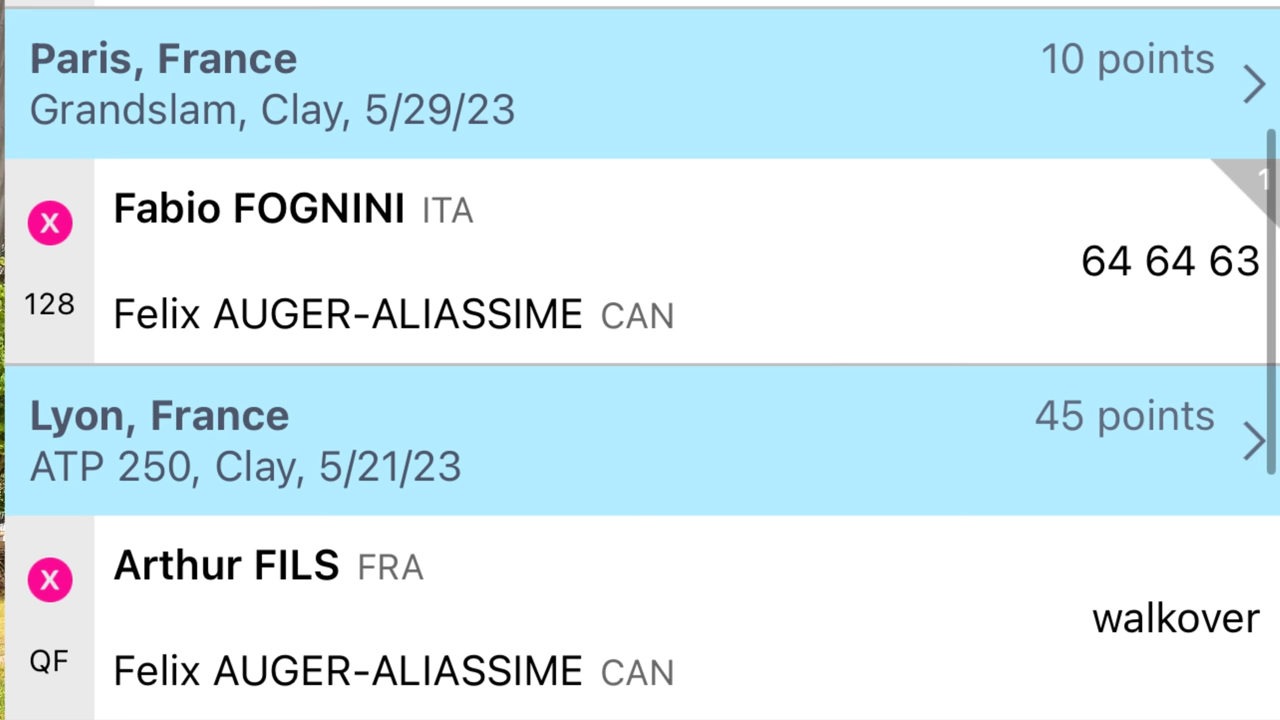 Paris, France 10 points
Grandslam, Clay, 5/29/23
1
X Fabio FOGNINI ITA
64 64 63
128 Felix AUGER-ALIASSIME CAN
Lyon, France 45 points
ATP 250, Clay, 5/21/23
X Arthur FILS FRA
walkover
QF Felix AUGER-ALIASSIME CAN